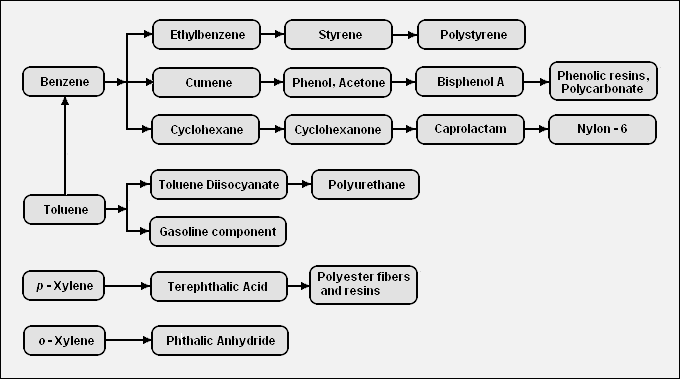 Ethylbenzene
Styrene
Polystyrene
Benzene
Cumene
Phenol, Acetone
Bisphenol A
Phenolic resins,
Polycarbonate
Cyclohexane
Cyclohexanone
Caprolactam
Nylon - 6
Toluene
Toluene Diisocyanate
Polyurethane
Gasoline component
p - Xylene
Terephthalic Acid
Polyester fibers
and resins
o - Xylene
Phthalic Anhydride